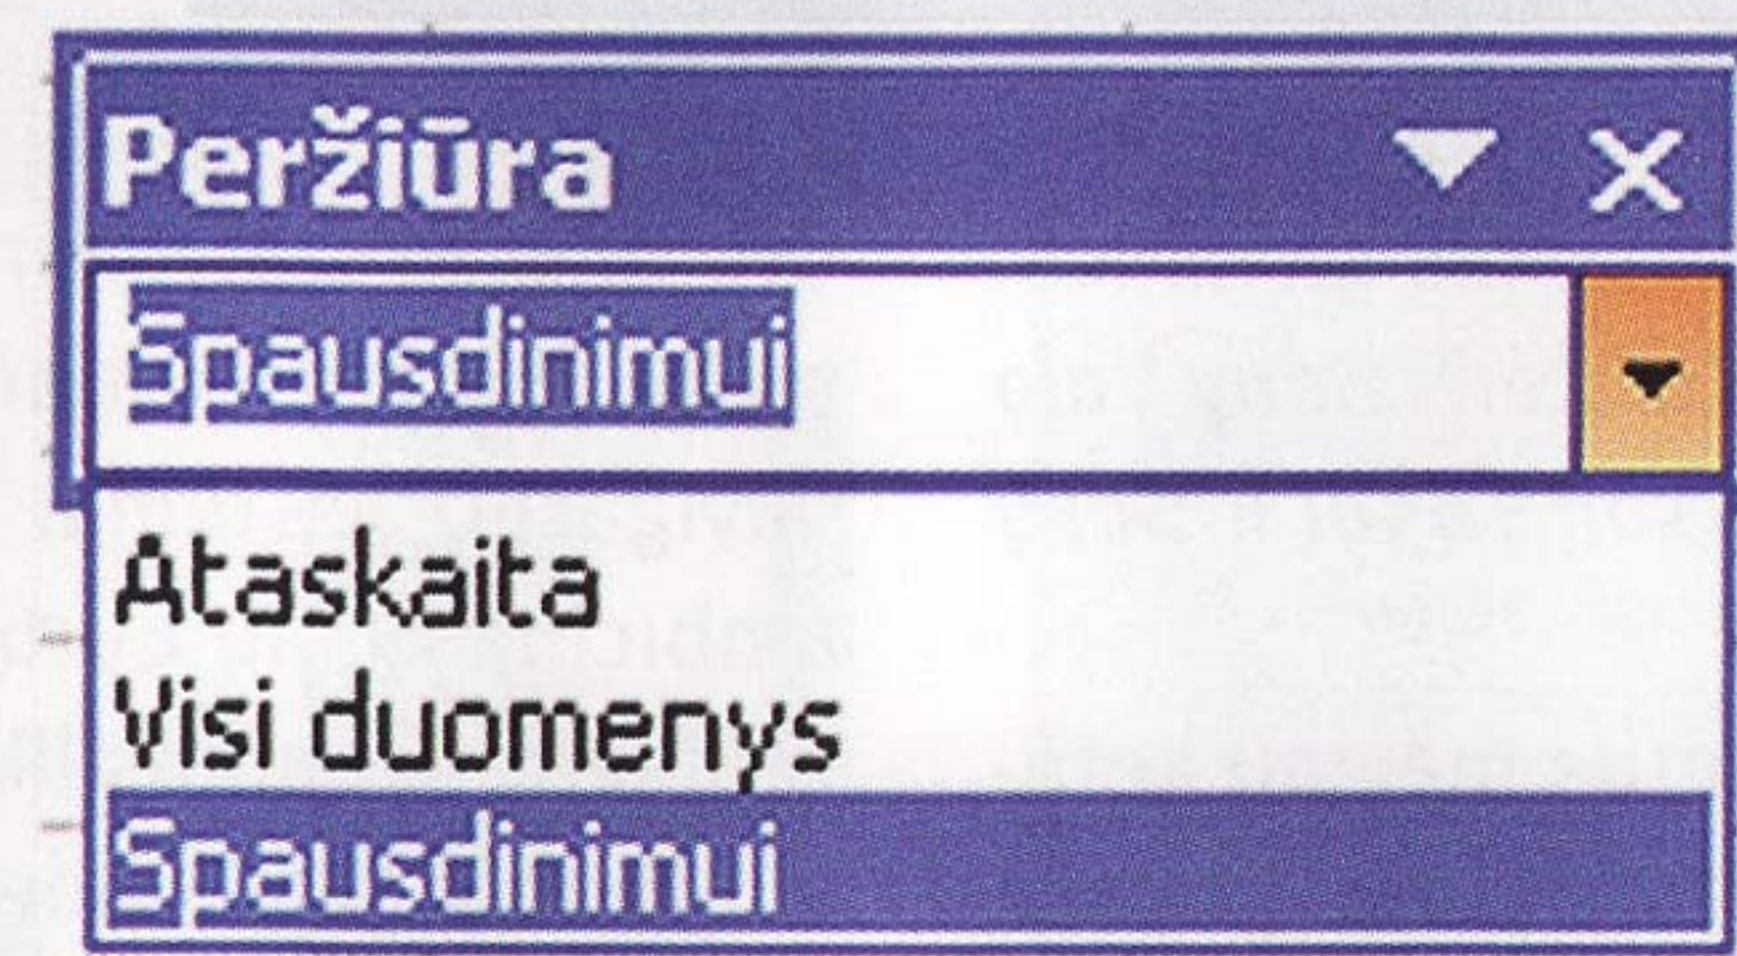 Peržiūra
Spausdinimui
Ataskaita
Visi duomenys
Spausdinimui